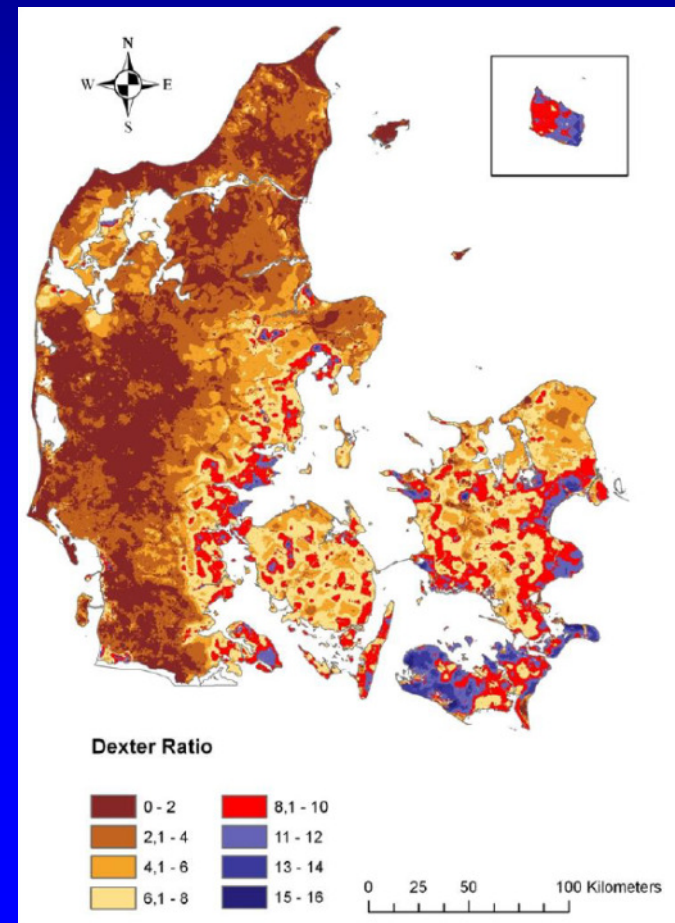 N
W E
S
Dexter Ratio
0 - 2 8,1 - 10
2,1 - 4 11 - 12
4,1 - 6 13 - 14
6,1 - 8 15 - 16
0 25 50 100 Kilometers